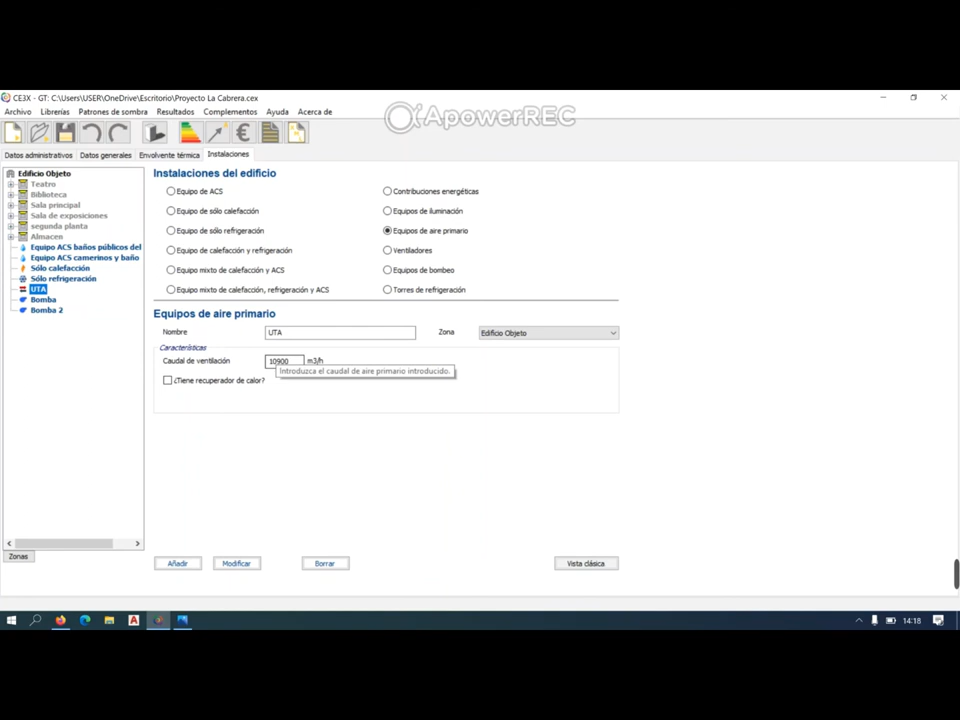 CE3X - GT: C:\Users\USER\OneDrive\Escritorio\Proyecto La Cabrera.cex
Archivo Librerías Patrones de sombra Resultados Complementos Ayuda Acerca de
ApowerREC
Datos administrativos Datos generales Envolvente térmica Instalaciones
Edificio Objeto
Teatro
Biblioteca
Sala principal
Sala de exposiciones
segunda planta
Almacen
Equipo ACS baños públicos del
Equipo ACS camerinos y baño
Sólo calefacción
Sólo refrigeración
UTA
Bomba
Bomba 2
Zonas
Instalaciones del edificio
Equipo de ACS
Contribuciones energéticas
Equipo de sólo calefacción
Equipos de iluminación
Equipo de sólo refrigeración
Equipos de aire primario
Equipo de calefacción y refrigeración
Ventiladores
Equipo mixto de calefacción y ACS
Equipos de bombeo
Equipo mixto de calefacción, refrigeración y ACS
Torres de refrigeración
Equipos de aire primario
Nombre UTA Zona Edificio Objeto
Características
Caudal de ventilación 10900 m3/h
Introduzca el caudal de aire primario introducido.
¿Tiene recuperador de calor?
Añadir Modificar Borrar Vista clásica
14:18